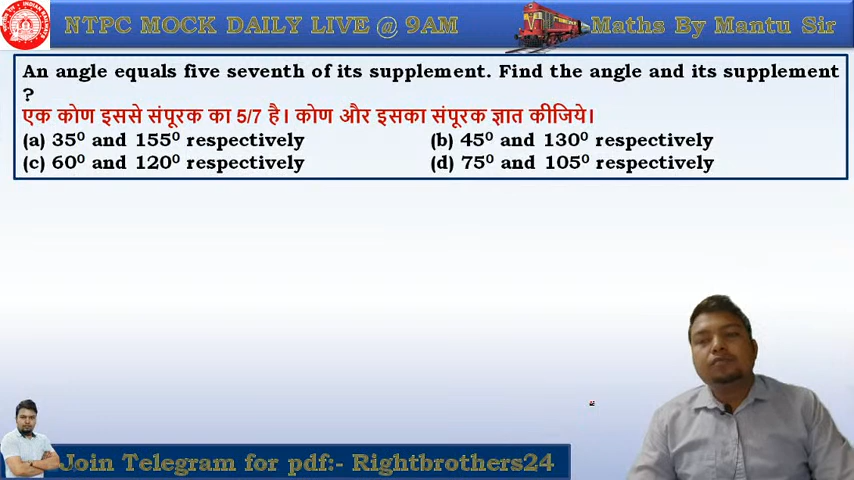 NTPC MOCK DAILY LIVE @ 9AM Maths By Mantu Sir
An angle equals five seventh of its supplement. Find the angle and its supplement
?
एक कोण इससे संपूरक का 5/7 है। कोण और इसका संपूरक ज्ञात कीजिये।
(a) 35⁰ and 155⁰ respectively (b) 45⁰ and 130⁰ respectively
(c) 60⁰ and 120⁰ respectively (d) 75⁰ and 105⁰ respectively
Join Telegram for pdf:- Rightbrothers24